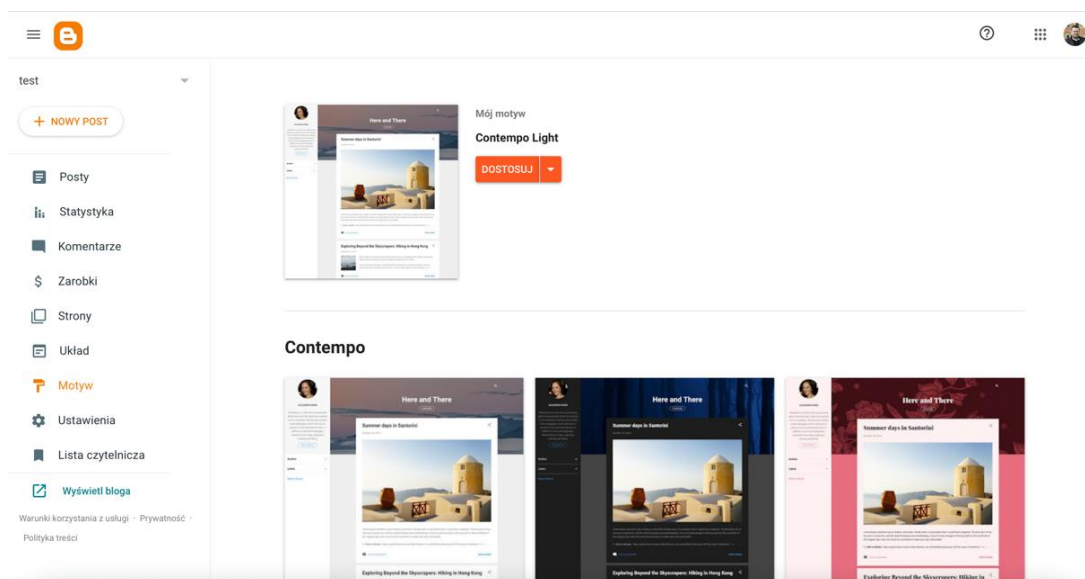 test
+ NOWY POST
Posty
Statystyka
Komentarze
Zarobki
Strony
Układ
Motyw
Ustawienia
Lista czytelnicza
Wyświetl bloga
Warunki korzystania z usługi · Prywatność ·
Polityka treści
Mój motyw
Contempo Light
DOSTOSUJ
Here and There
Summer days in Santorini
Exploring Beyond the Skyscrapers: Hiking in Hong Kong
Contempo
Here and There
Summer days in Santorini
Exploring Beyond the Skyscrapers: Hiking in Hong Kong
Here and There
Summer days in Santorini
Exploring Beyond the Skyscrapers: Hiking in Hong Kong
Here and There
Summer days in Santorini
Exploring Beyond the Skyscrapers: Hiking in